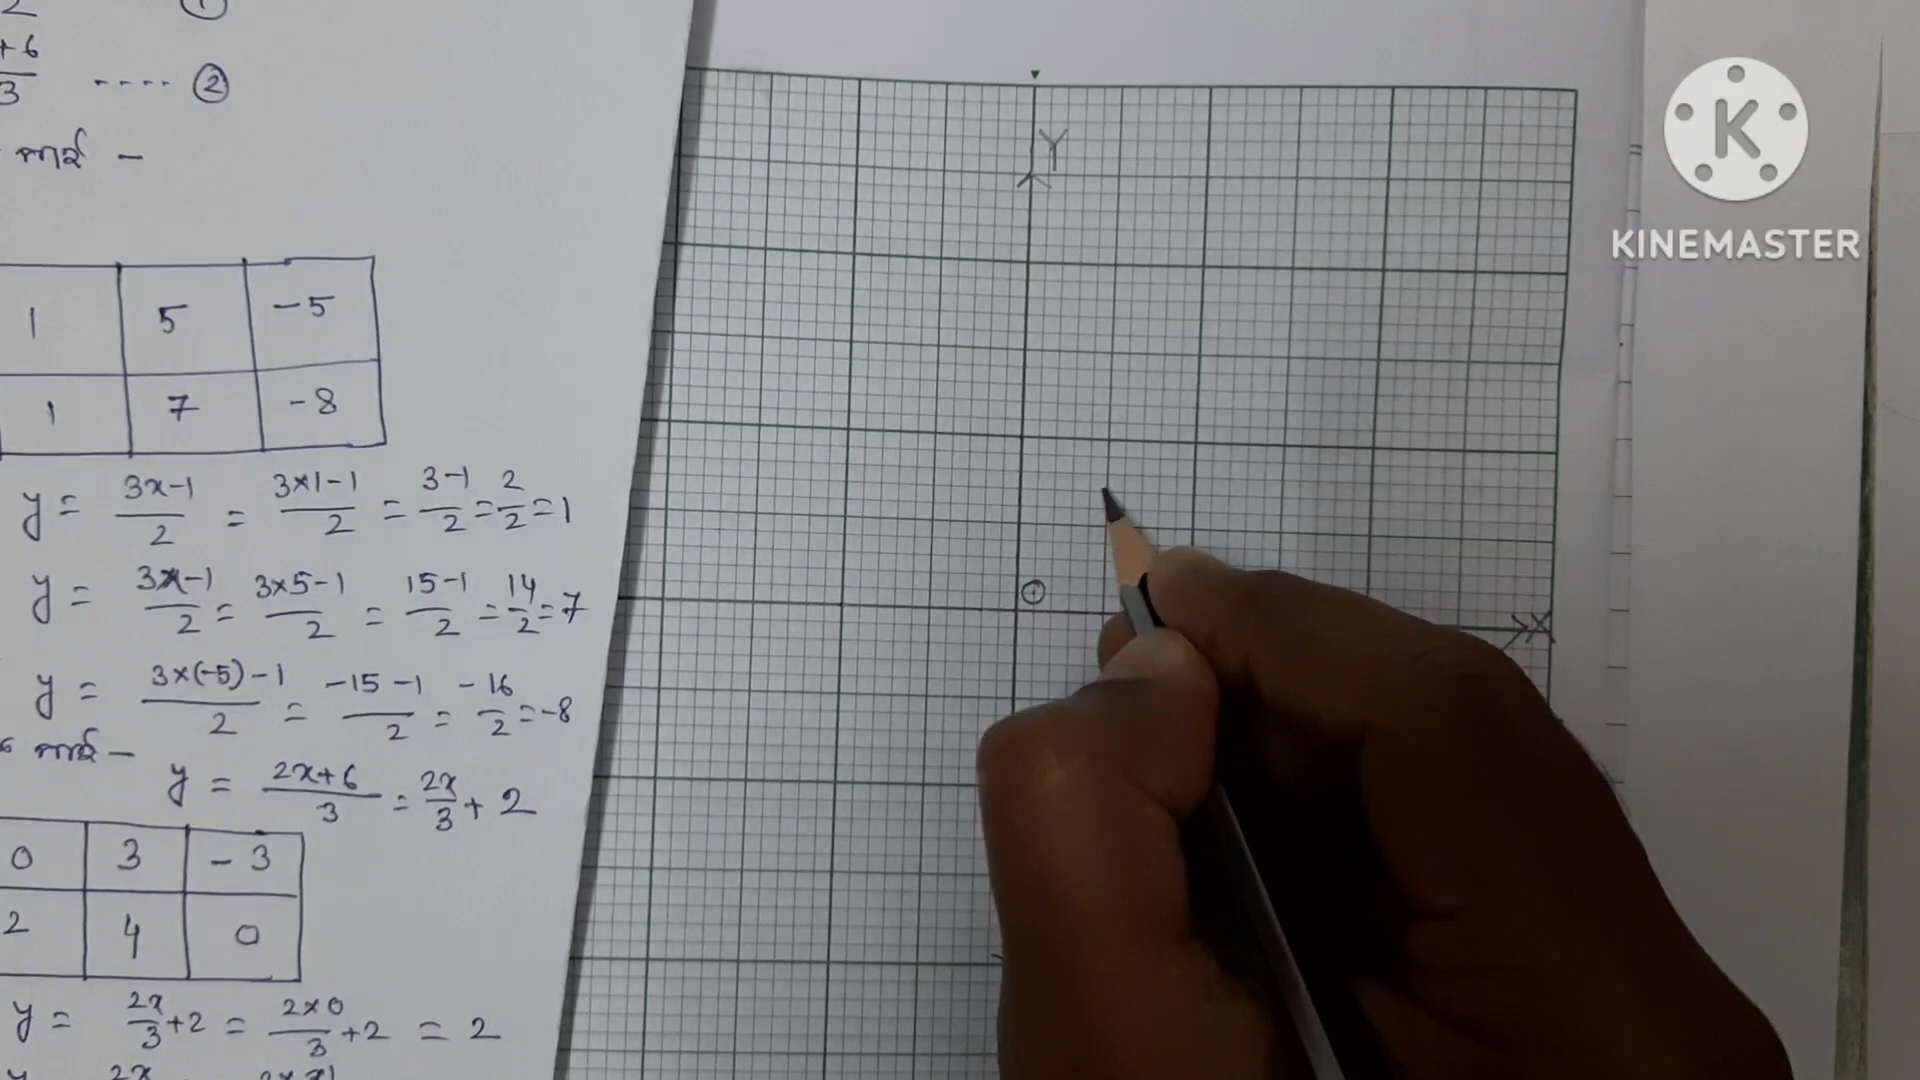 2 1
+6
3 ---- 2
পাই -
1 5 -5
1 7 -8
y = 3x-1/2 = 3×1-1/2 = 3-1/2 = 2/2 = 1
y = 3x-1/2 = 3×5-1/2 = 15-1/2 = 14/2 = 7
y = 3×(-5)-1/2 = -15-1/2 = -16/2 = -8
পাই -
y = 2x+6/3 = 2x/3 + 2
0 3 -3
2 4 0
y = 2x/3 + 2 = 2×0/3 + 2 = 2
Y
X
K
KINEMASTER